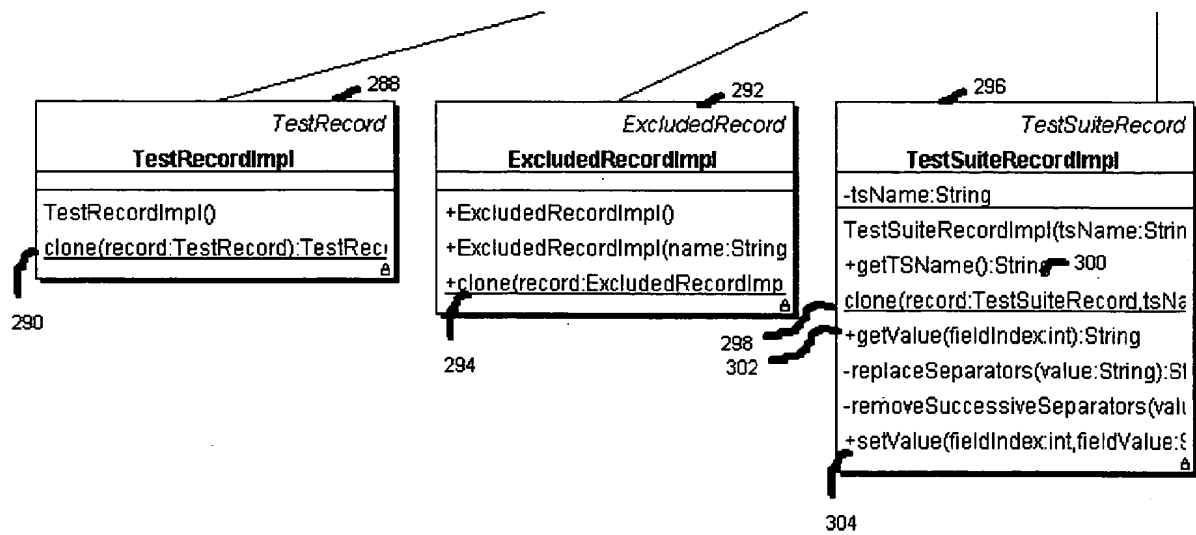 288
TestRecord
TestRecordImpl
TestRecordImpl()
clone(record:TestRecord):TestRec
290
292
ExcludedRecord
ExcludedRecordImpl
+ExcludedRecordImpl()
+ExcludedRecordImpl(name:String
+clone(record:ExcludedRecordImp
294
296
TestSuiteRecord
TestSuiteRecordImpl
-tsName:String
TestSuiteRecordImpl(tsName:Strin
+getTSName():String
300
clone(record:TestSuiteRecord,tsNa
298
+getValue(fieldIndex:int):String
302
-replaceSeparators(value:String):St
-removeSuccessiveSeparators(valu
+setValue(fieldIndex:int,fieldValue:S
304